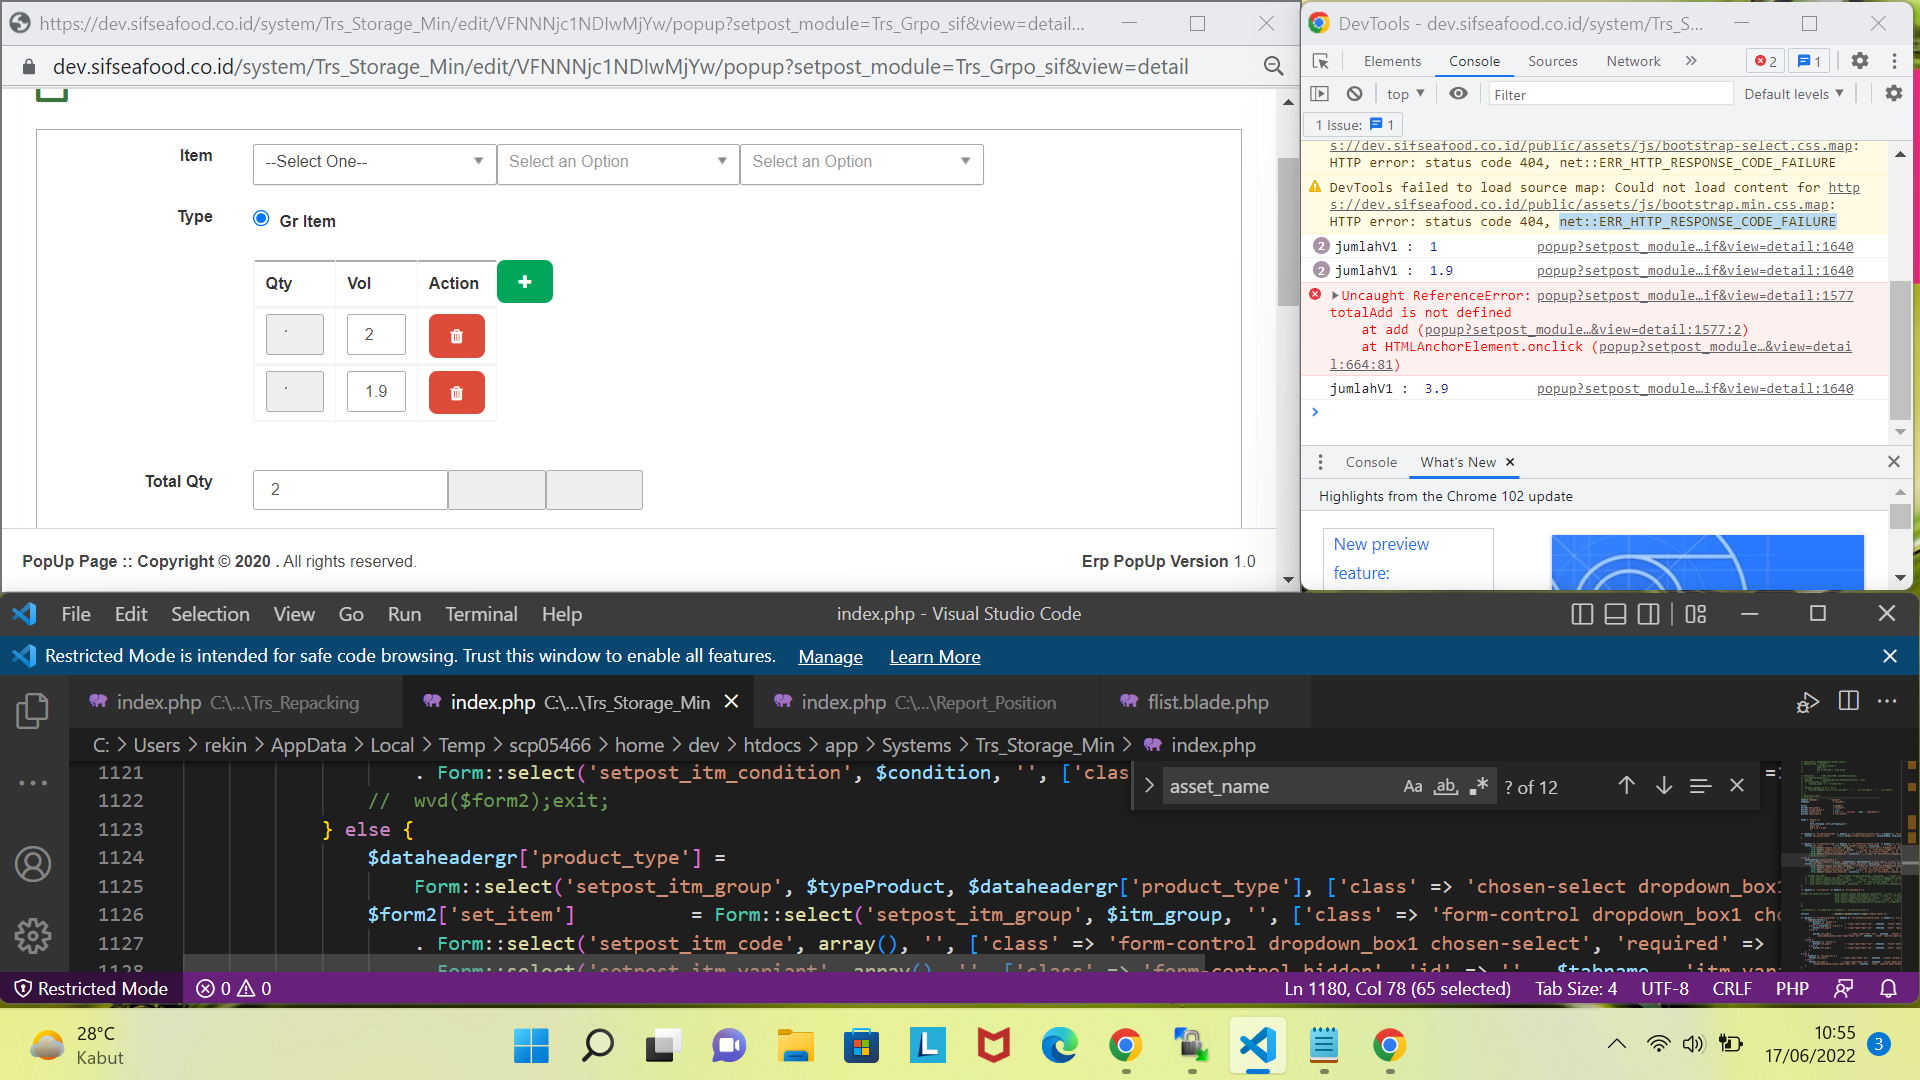 https://dev.sifseafood.co.id/system/Trs_Storage_Min/edit/VFNNNjc1NDIwMjYw/popup?setpost_module=Trs_Grpo_sif&view=detail...
dev.sifseafood.co.id/system/Trs_Storage_Min/edit/VFNNNjc1NDIwMjYw/popup?setpost_module=Trs_Grpo_sif&view=detail
Item
--Select One--
Select an Option
Select an Option
Type
Gr Item
Qty Vol Action
+
2
1.9
Total Qty
2
PopUp Page :: Copyright © 2020 . All rights reserved.
Erp PopUp Version 1.0
DevTools - dev.sifseafood.co.id/system/Trs_S...
Elements Console Sources Network » 2 1
top Filter Default levels
1 Issue: 1
s://dev.sifseafood.co.id/public/assets/js/bootstrap-select.css.map:
HTTP error: status code 404, net::ERR_HTTP_RESPONSE_CODE_FAILURE
DevTools failed to load source map: Could not load content for http
s://dev.sifseafood.co.id/public/assets/js/bootstrap.min.css.map:
HTTP error: status code 404, net::ERR_HTTP_RESPONSE_CODE_FAILURE
2 jumlahV1 : 1 popup?setpost_module…if&view=detail:1640
2 jumlahV1 : 1.9 popup?setpost_module…if&view=detail:1640
Uncaught ReferenceError: popup?setpost_module…if&view=detail:1577
totalAdd is not defined
at add (popup?setpost_module…&view=detail:1577:2)
at HTMLAnchorElement.onclick (popup?setpost_module…&view=detai
l:664:81)
jumlahV1 : 3.9 popup?setpost_module…if&view=detail:1640
Console What's New
Highlights from the Chrome 102 update
New preview
feature:
File Edit Selection View Go Run Terminal Help
index.php - Visual Studio Code
Restricted Mode is intended for safe code browsing. Trust this window to enable all features. Manage Learn More
index.php C:\...\Trs_Repacking
index.php C:\...\Trs_Storage_Min
index.php C:\...\Report_Position
flist.blade.php
C: > Users > rekin > AppData > Local > Temp > scp05466 > home > dev > htdocs > app > Systems > Trs_Storage_Min > index.php
asset_name Aa ab .* ? of 12
1121 . Form::select('setpost_itm_condition', $condition, '', ['clas =>
1122 // wvd($form2);exit;
1123 } else {
1124 $dataheadergr['product_type'] =
1125 Form::select('setpost_itm_group', $typeProduct, $dataheadergr['product_type'], ['class' => 'chosen-select dropdown_box1
1126 $form2['set_item'] = Form::select('setpost_itm_group', $itm_group, '', ['class' => 'form-control dropdown_box1 cho
1127 . Form::select('setpost_itm_code', array(), '', ['class' => 'form-control dropdown_box1 chosen-select', 'required' =>
1128 . Form::select('setpost_itm_variant', array(), '', ['class' => 'form-control hidden', 'id' => '' . $tabname . 'itm_vari
Restricted Mode 0 0
Ln 1180, Col 78 (65 selected) Tab Size: 4 UTF-8 CRLF PHP
28°C
Kabut
10:55
17/06/2022
3